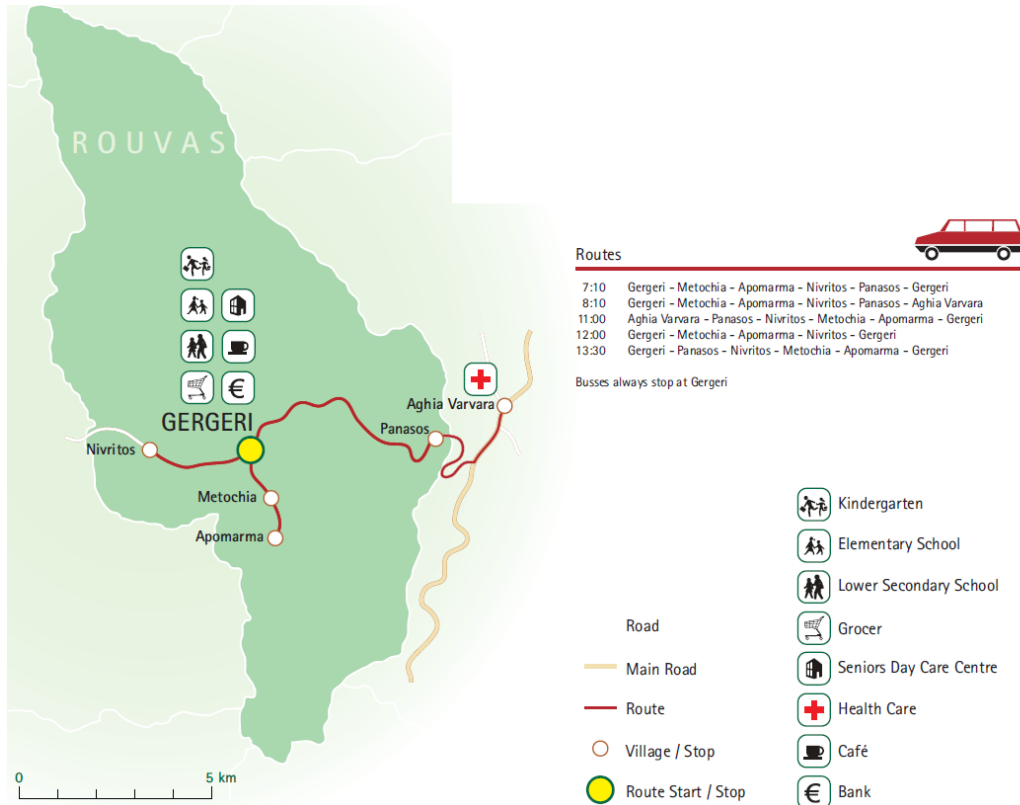 ROUVAS
GERGERI
Nivritos
Metochia
Apomarma
Panasos
Aghia Varvara
0 5 km
Routes
7:10 Gergeri - Metochia - Apomarma - Nivritos - Panasos - Gergeri
8:10 Gergeri - Metochia - Apomarma - Nivritos - Panasos - Aghia Varvara
11:00 Aghia Varvara - Panasos - Nivritos - Metochia - Apomarma - Gergeri
12:00 Gergeri - Metochia - Apomarma - Nivritos - Gergeri
13:30 Gergeri - Panasos - Nivritos - Metochia - Apomarma - Gergeri
Busses always stop at Gergeri
Road
Main Road
Route
Village / Stop
Route Start / Stop
Kindergarten
Elementary School
Lower Secondary School
Grocer
Seniors Day Care Centre
Health Care
Café
€ Bank